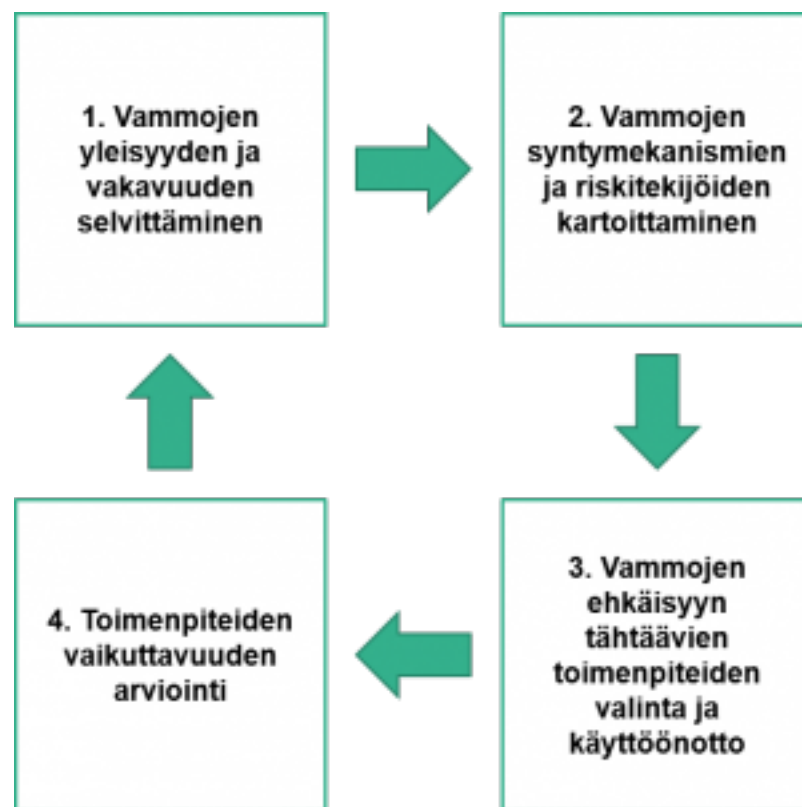 1. Vammojen
yleisyyden ja
vakavuuden
selvittäminen
2. Vammojen
syntymekanismien
ja riskitekijöiden
kartoittaminen
3. Vammojen
ehkäisyyn
tähtäävien
toimenpiteiden
valinta ja
käyttöönotto
4. Toimenpiteiden
vaikuttavuuden
arviointi